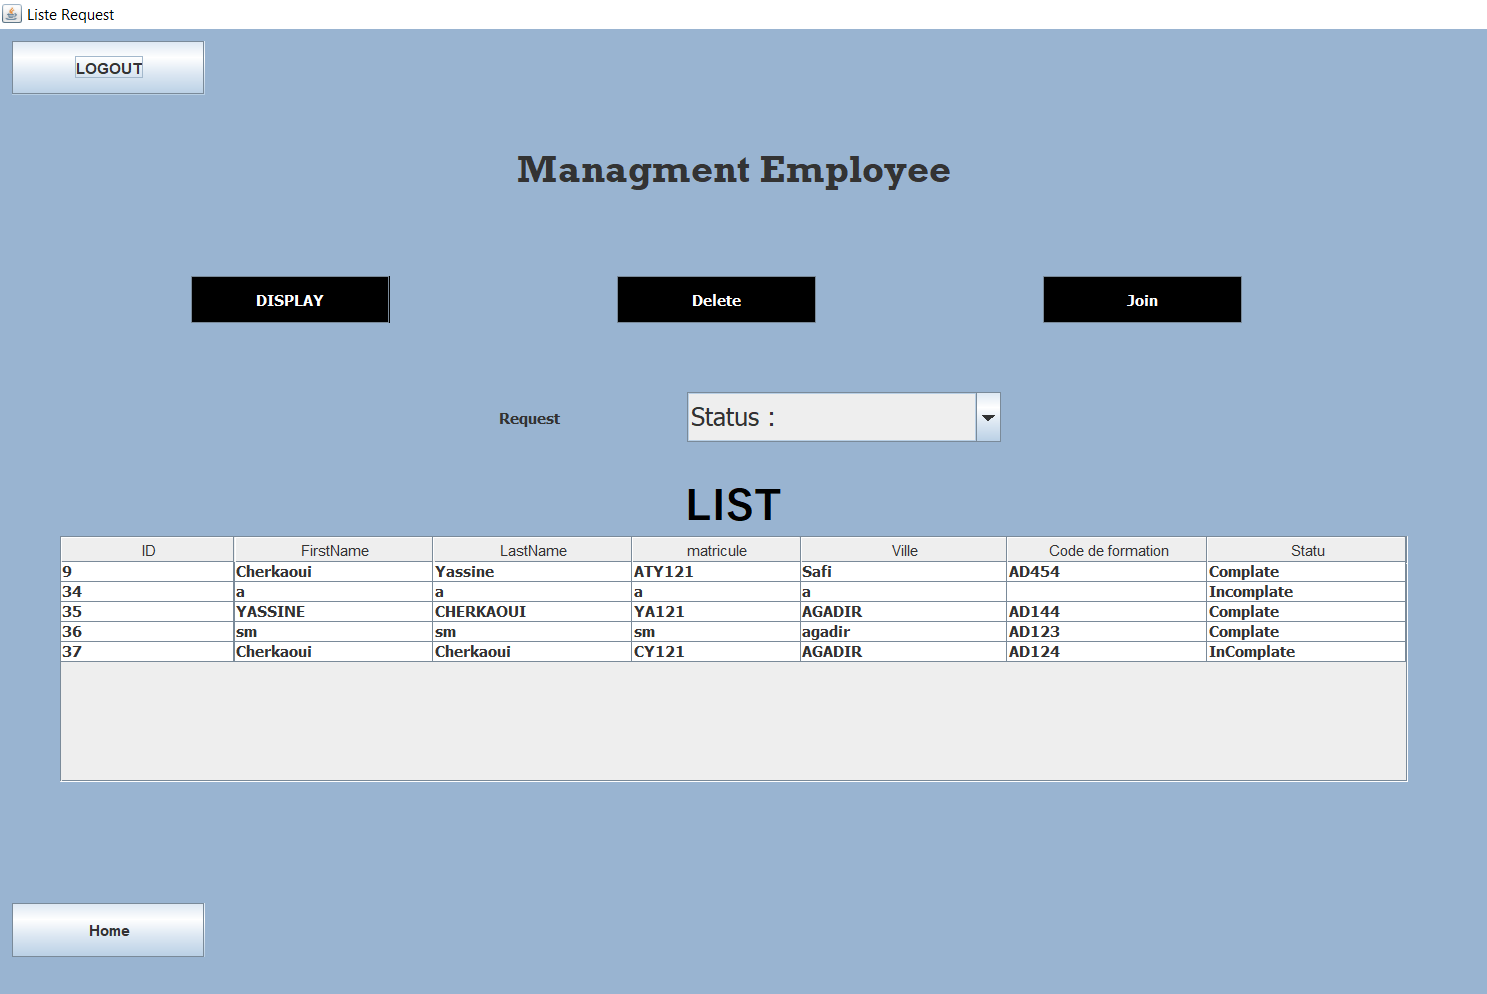 Liste Request
LOGOUT
Managment Employee
DISPLAY Delete Join
Request Status :
LIST
ID FirstName LastName matricule Ville Code de formation Statu
9 Cherkaoui Yassine ATY121 Safi AD454 Complate
34 a a a a Incomplate
35 YASSINE CHERKAOUI YA121 AGADIR AD144 Complate
36 sm sm sm agadir AD123 Complate
37 Cherkaoui Cherkaoui CY121 AGADIR AD124 InComplate
Home